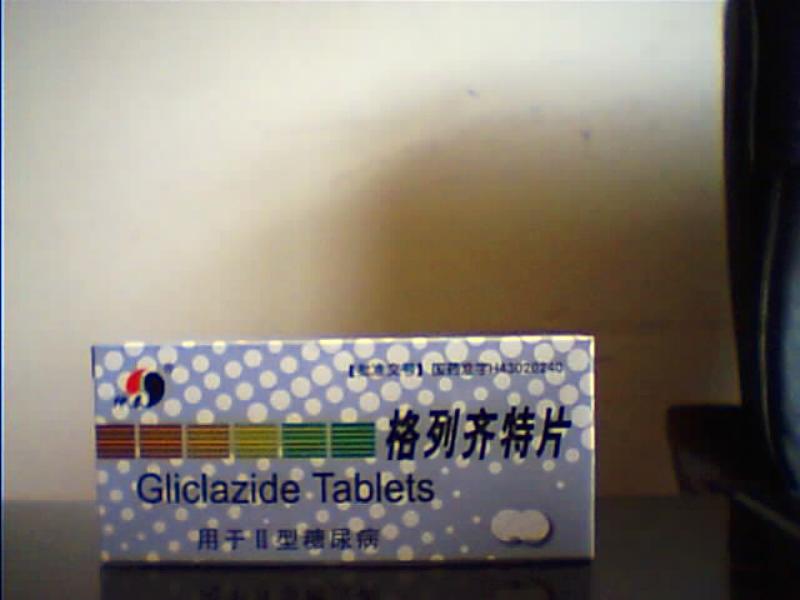 【批准文号】国药准字H43020240
格列齐特片
Gliclazide Tablets
用于Ⅱ型糖尿病